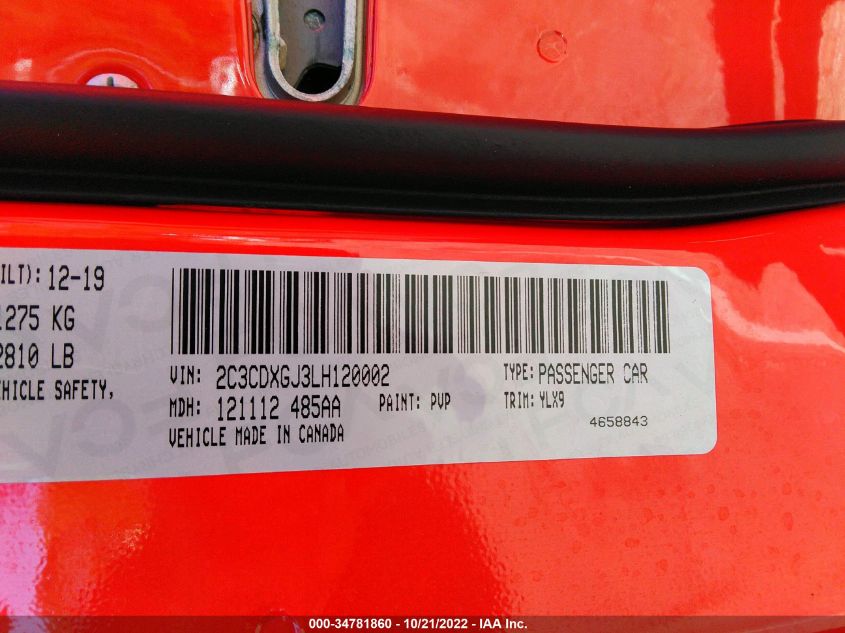 ILT): 12-19
1275 KG
2810 LB
EHICLE SAFETY,
VIN: 2C3CDXGJ3LH120002 TYPE: PASSENGER CAR
MDH: 121112 485AA PAINT: PVP TRIM: YLX9
VEHICLE MADE IN CANADA 4658843
000-34781860 - 10/21/2022 - IAA Inc.